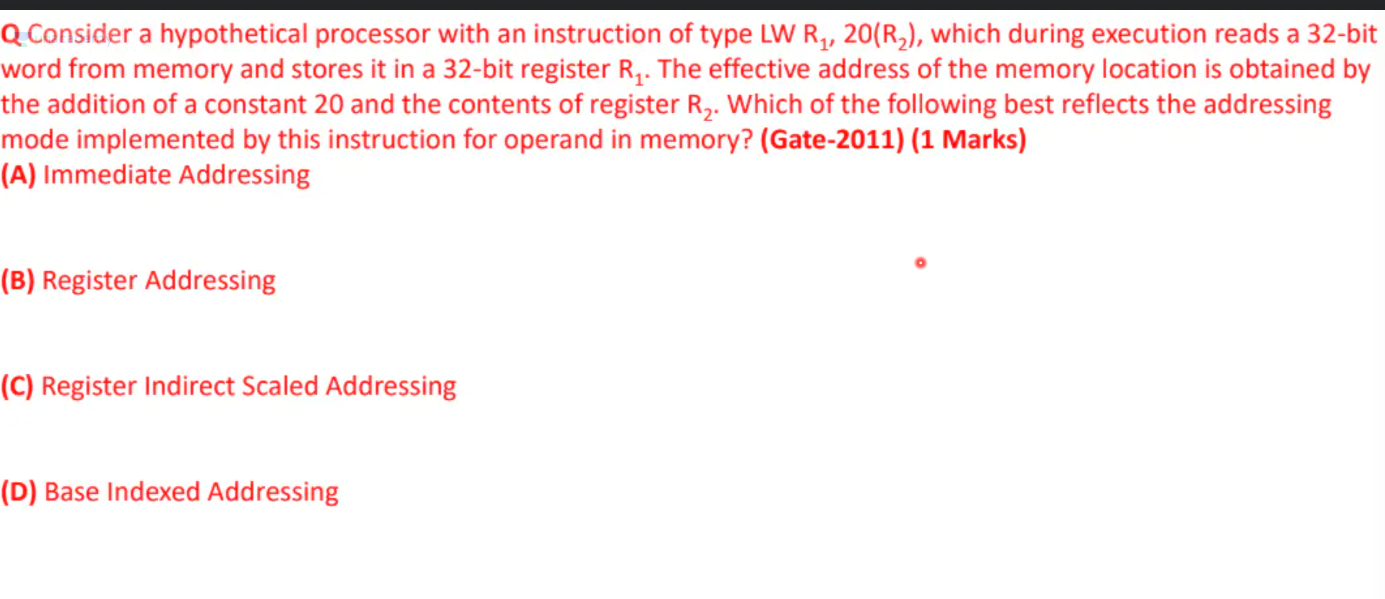 Q Consider a hypothetical processor with an instruction of type LW R₁, 20(R₂), which during execution reads a 32-bit
word from memory and stores it in a 32-bit register R₁. The effective address of the memory location is obtained by
the addition of a constant 20 and the contents of register R₂. Which of the following best reflects the addressing
mode implemented by this instruction for operand in memory? (Gate-2011) (1 Marks)
(A) Immediate Addressing
(B) Register Addressing
(C) Register Indirect Scaled Addressing
(D) Base Indexed Addressing